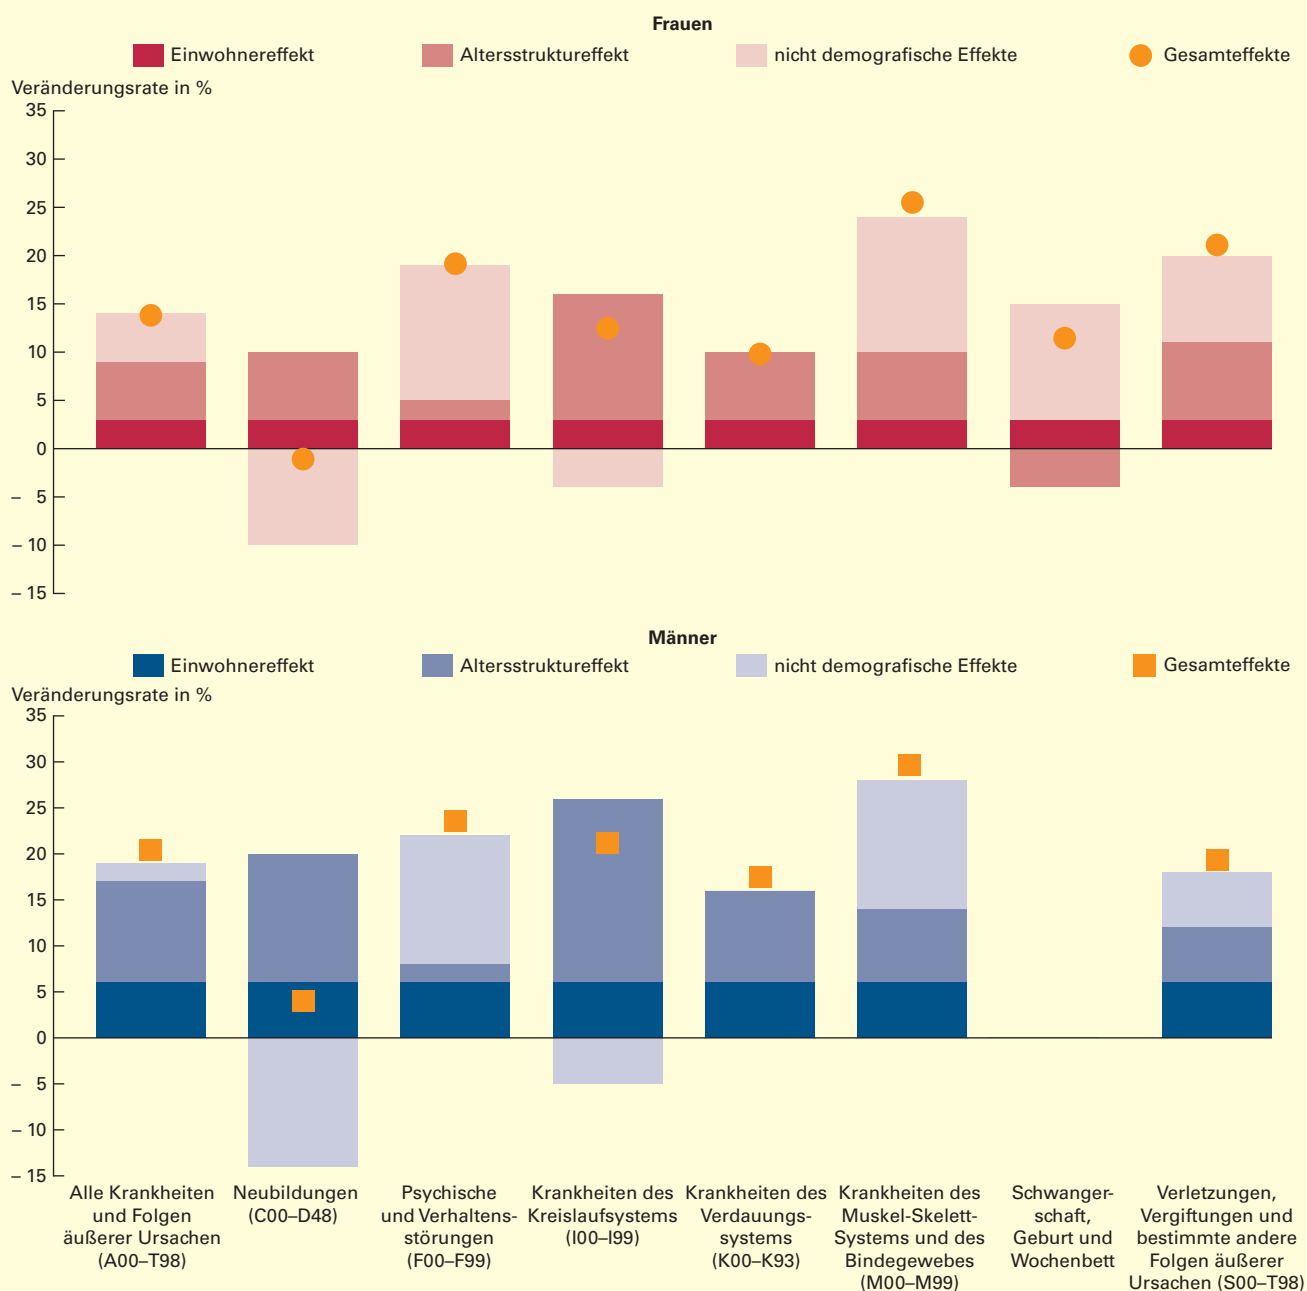 Frauen
Einwohnereffekt
Altersstruktureffekt
nicht demografische Effekte
Gesamteffekte
Veränderungsrate in %
35
30
25
20
15
10
5
0
– 5
– 10
– 15
Männer
Einwohnereffekt
Altersstruktureffekt
nicht demografische Effekte
Gesamteffekte
Veränderungsrate in %
35
30
25
20
15
10
5
0
– 5
– 10
– 15
Alle Krankheiten
und Folgen
äußerer Ursachen
(A00–T98)
Neubildungen
(C00–D48)
Psychische
und Verhaltens-
störungen
(F00–F99)
Krankheiten des
Kreislaufsystems
(I00–I99)
Krankheiten des
Verdauungs-
systems
(K00–K93)
Krankheiten des
Muskel-Skelett-
Systems und des
Bindegewebes
(M00–M99)
Schwanger-
schaft,
Geburt und
Wochenbett
Verletzungen,
Vergiftungen und
bestimmte andere
Folgen äußerer
Ursachen (S00–T98)